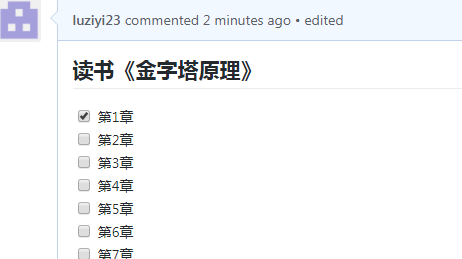 luziyi23 commented 2 minutes ago • edited
读书《金字塔原理》
第1章
第2章
第3章
第4章
第5章
第6章
第7章